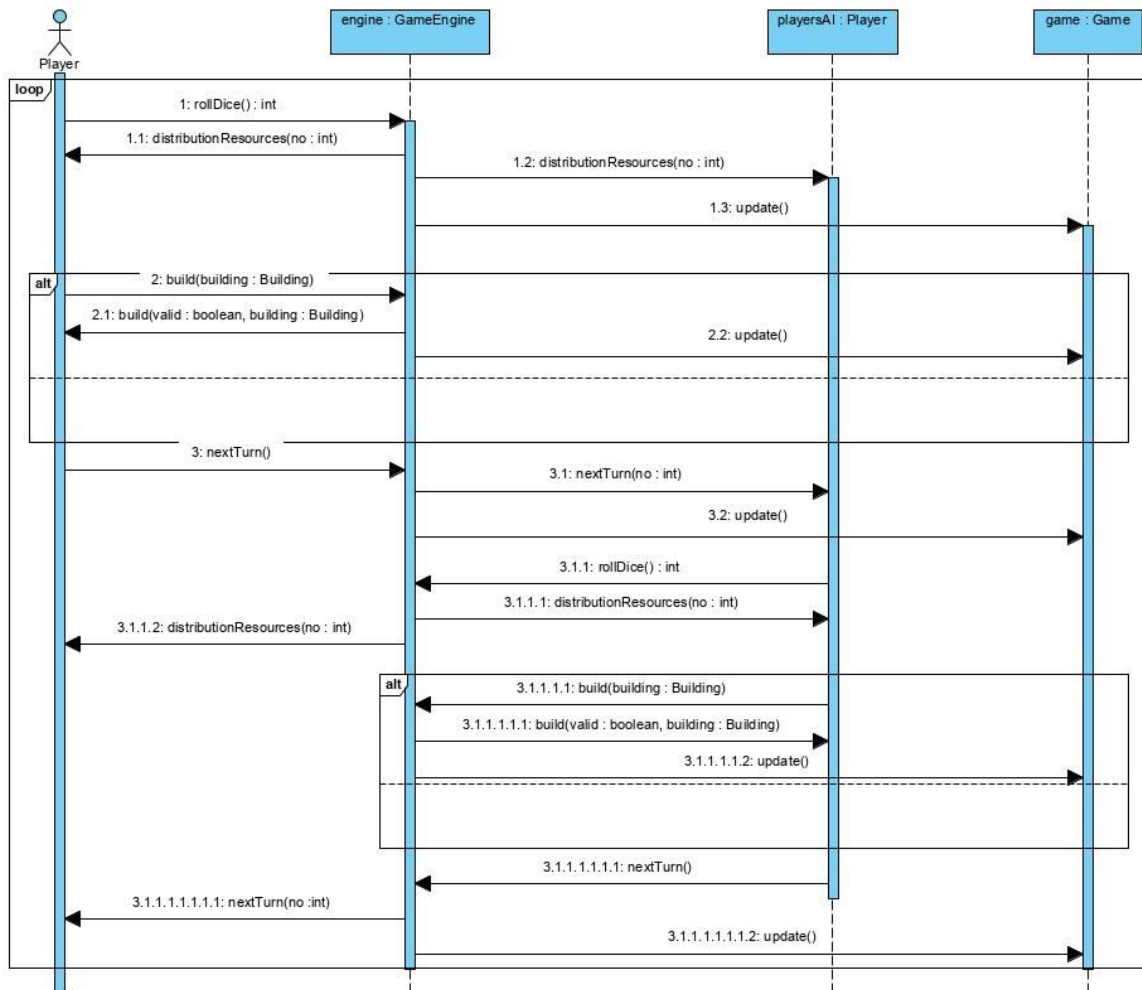 engine : GameEngine
playersAI : Player
game : Game
Player
loop
1: rollDice() : int
1.1: distributionResources(no : int)
1.2: distributionResources(no : int)
1.3: update()
alt
2: build(building : Building)
2.1: build(valid : boolean, building : Building)
2.2: update()
3: nextTurn()
3.1: nextTurn(no : int)
3.2: update()
3.1.1: rollDice() : int
3.1.1.1: distributionResources(no : int)
3.1.1.2: distributionResources(no : int)
alt
3.1.1.1.1: build(building : Building)
3.1.1.1.1.1: build(valid : boolean, building : Building)
3.1.1.1.1.2: update()
3.1.1.1.1.1.1: nextTurn()
3.1.1.1.1.1.1.1: nextTurn(no :int)
3.1.1.1.1.1.1.2: update()